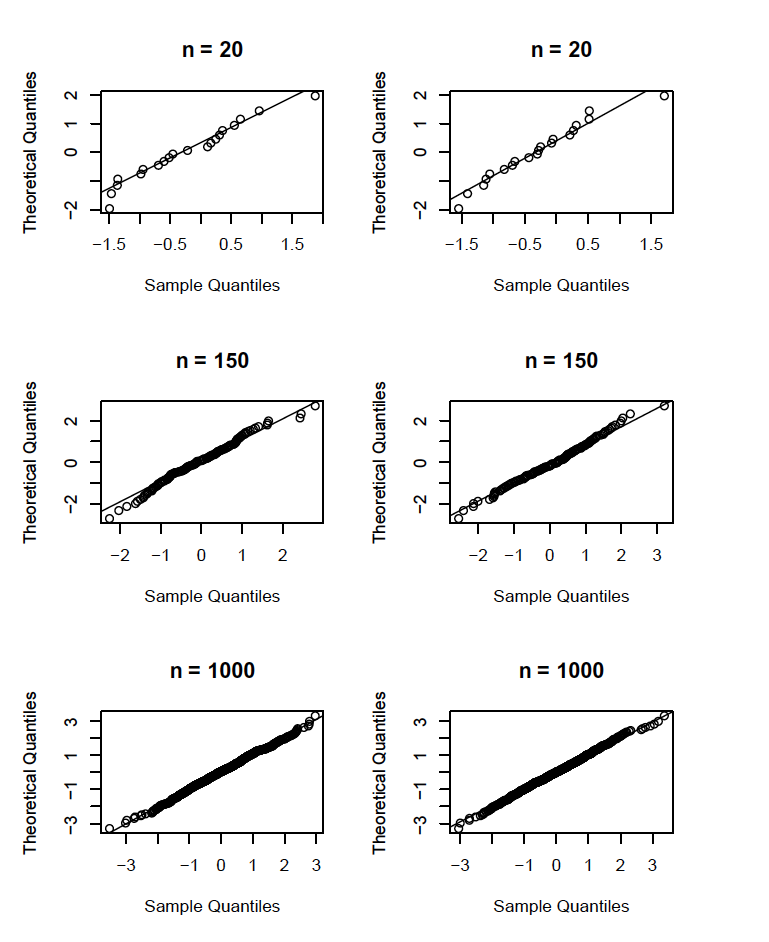 n = 20
2
1
0
−2
Theoretical Quantiles
−1.5
−0.5
0.5
1.5
Sample Quantiles
n = 20
2
1
0
−2
Theoretical Quantiles
−1.5
−0.5
0.5
1.5
Sample Quantiles
n = 150
2
0
−2
Theoretical Quantiles
−2
−1
0
1
2
Sample Quantiles
n = 150
2
0
−2
Theoretical Quantiles
−2
−1
0
1
2
3
Sample Quantiles
n = 1000
3
1
−1
−3
Theoretical Quantiles
−3
−1
0
1
2
3
Sample Quantiles
n = 1000
3
1
−1
−3
Theoretical Quantiles
−3
−1
0
1
2
3
Sample Quantiles